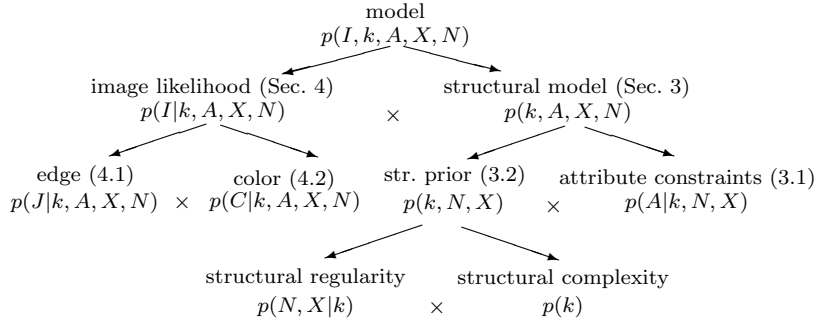 model
p(I, k, A, X, N)
image likelihood (Sec. 4) structural model (Sec. 3)
p(I|k, A, X, N) × p(k, A, X, N)
edge (4.1) color (4.2) str. prior (3.2) attribute constraints (3.1)
p(J|k, A, X, N) × p(C|k, A, X, N) p(k, N, X) × p(A|k, N, X)
structural regularity structural complexity
p(N, X|k) × p(k)